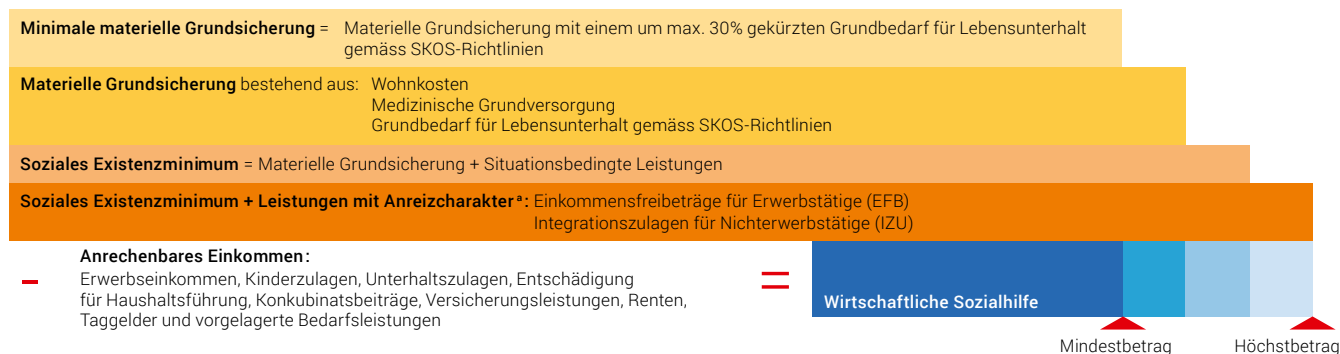 Minimale materielle Grundsicherung = Materielle Grundsicherung mit einem um max. 30% gekürzten Grundbedarf für Lebensunterhalt
gemäss SKOS-Richtlinien
Materielle Grundsicherung bestehend aus: Wohnkosten
Medizinische Grundversorgung
Grundbedarf für Lebensunterhalt gemäss SKOS-Richtlinien
Soziales Existenzminimum = Materielle Grundsicherung + Situationsbedingte Leistungen
Soziales Existenzminimum + Leistungen mit Anreizcharakter ª: Einkommensfreibeträge für Erwerbstätige (EFB)
Integrationszulagen für Nichterwerbstätige (IZU)
Anrechenbares Einkommen:
– Erwerbseinkommen, Kinderzulagen, Unterhaltszulagen, Entschädigung =
für Haushaltsführung, Konkubinatsbeiträge, Versicherungsleistungen, Renten,
Taggelder und vorgelagerte Bedarfsleistungen
Wirtschaftliche Sozialhilfe
Mindestbetrag Höchstbetrag